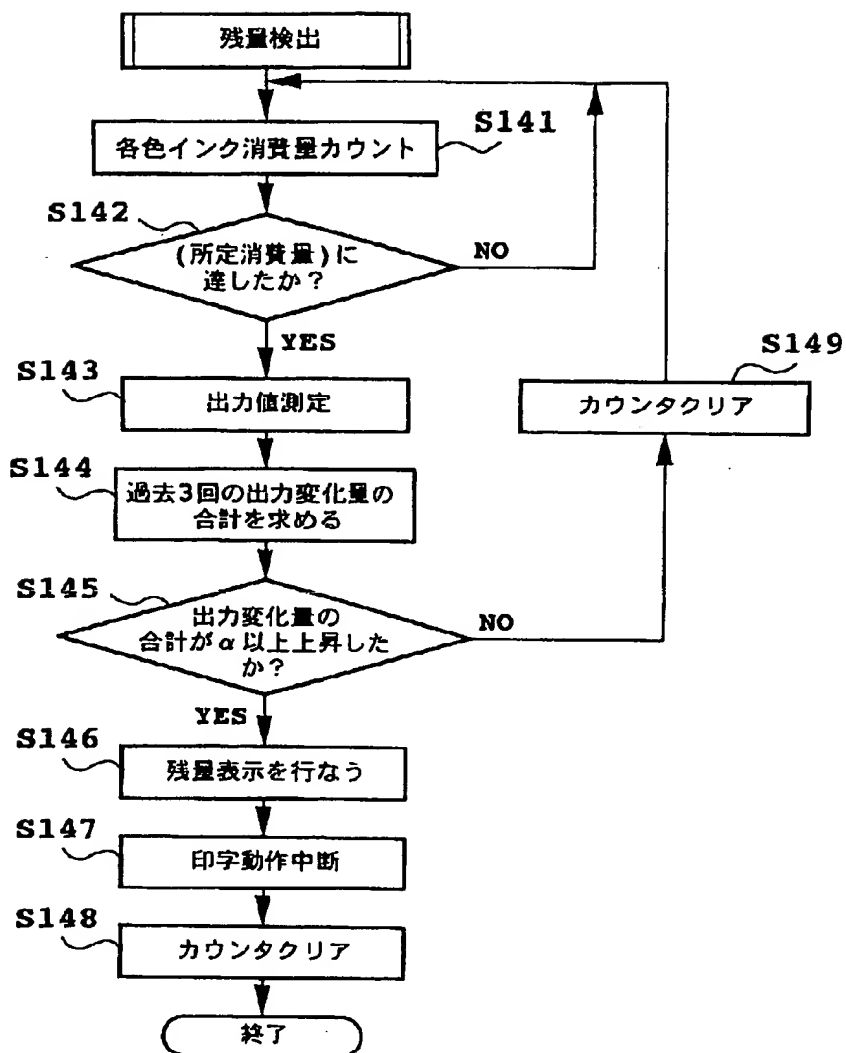 残量検出
S141
各色インク消費量カウント
S142
(所定消費量)に
達したか?
NO
YES
S143
出力値測定
S149
カウンタクリア
S144
過去3回の出力変化量の
合計を求める
S145
出力変化量の
合計がα以上上昇した
か?
NO
YES
S146
残量表示を行なう
S147
印字動作中断
S148
カウンタクリア
終了